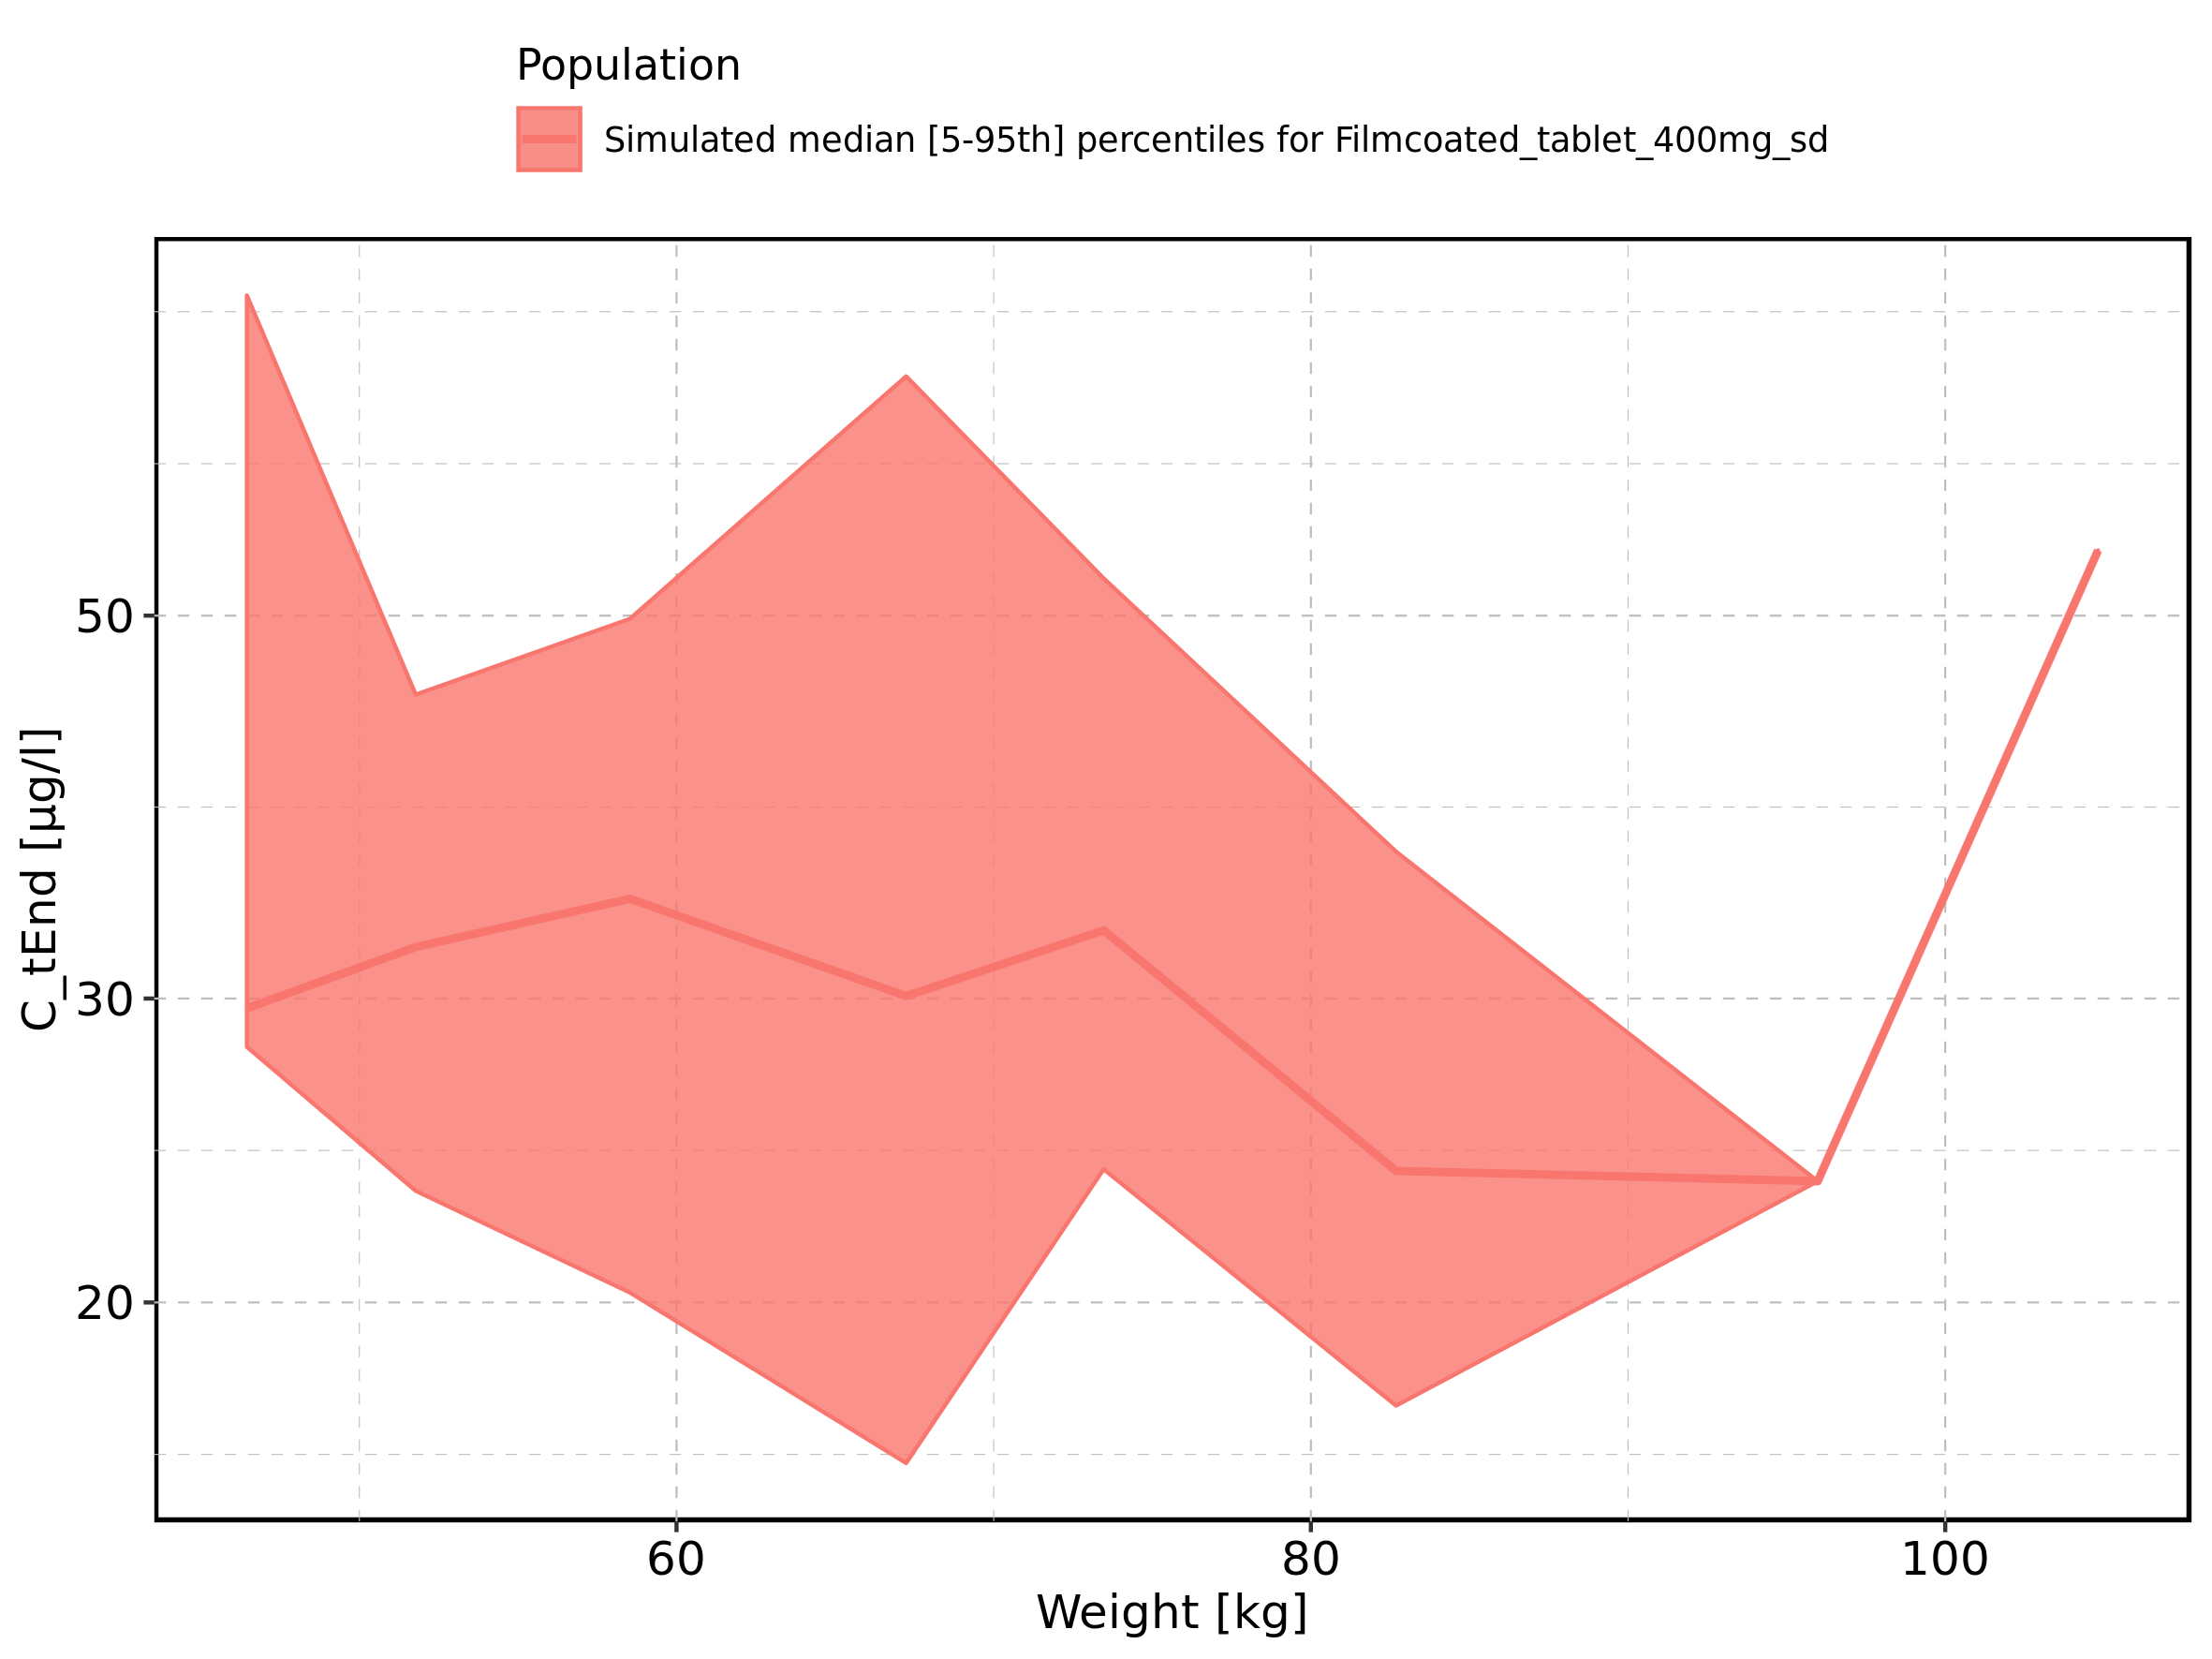 Population
Simulated median [5-95th] percentiles for Filmcoated_tablet_400mg_sd
C_tEnd [µg/l]
50
30
20
60
80
100
Weight [kg]